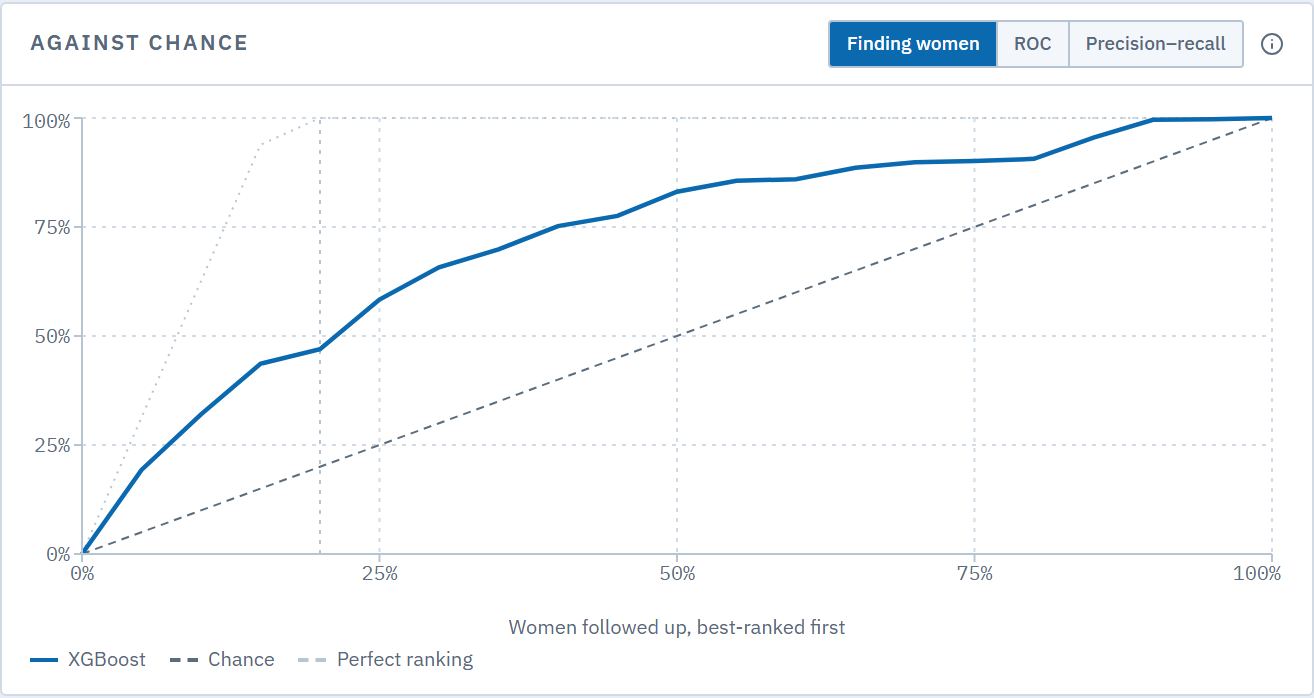 AGAINST CHANCE
Finding women
ROC
Precision–recall
100%
75%
50%
25%
0%
0%
25%
50%
75%
100%
Women followed up, best-ranked first
XGBoost
Chance
Perfect ranking